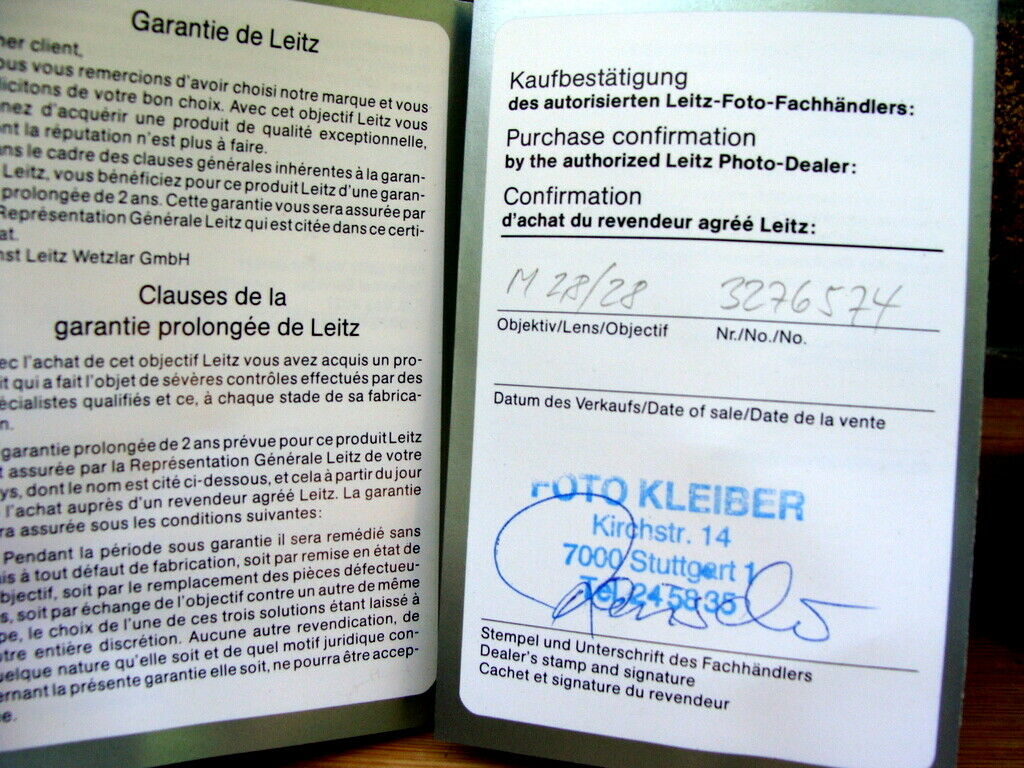 Garantie de Leitz
her client,
ous vous remercions d'avoir choisi notre marque et vous
licitons de votre bon choix. Avec cet objectif Leitz vous
nez d'acquérir une produit de qualité exceptionnelle,
nt la réputation n'est plus à faire.
ns le cadre des clauses générales inhérentes à la garan-
Leitz, vous bénéficiez pour ce produit Leitz d'une garan-
prolongée de 2 ans. Cette garantie vous sera assurée par
Représentation Générale Leitz qui est citée dans ce certi-
at.
nst Leitz Wetzlar GmbH
Clauses de la
garantie prolongée de Leitz
ec l'achat de cet objectif Leitz vous avez acquis un pro-
it qui a fait l'objet de sévères contrôles effectués par des
écialistes qualifiés et ce, à chaque stade de sa fabrica-
n.
garantie prolongée de 2 ans prévue pour ce produit Leitz
t assurée par la Représentation Générale Leitz de votre
ys, dont le nom est cité ci-dessous, et cela à partir du jour
l'achat auprès d'un revendeur agréé Leitz. La garantie
ra assurée sous les conditions suivantes:
Pendant la période sous garantie il sera remédié sans
is à tout défaut de fabrication, soit par remise en état de
bjectif, soit par le remplacement des pièces défectueu-
s, soit par échange de l'objectif contre un autre de même
pe, le choix de l'une de ces trois solutions étant laissé à
tre entière discrétion. Aucune autre revendication, de
uelque nature qu'elle soit et de quel motif juridique con-
ernant la présente garantie elle soit, ne pourra être accep-
e.
Kaufbestätigung
des autorisierten Leitz-Foto-Fachhändlers:
Purchase confirmation
by the authorized Leitz Photo-Dealer:
Confirmation
d'achat du revendeur agréé Leitz:
M 28/28 3276574
Objektiv/Lens/Objectif Nr./No./No.
Datum des Verkaufs/Date of sale/Date de la vente
FOTO KLEIBER
Kirchstr. 14
7000 Stuttgart 1
Tel. 245835
Stempel und Unterschrift des Fachhändlers
Dealer's stamp and signature
Cachet et signature du revendeur